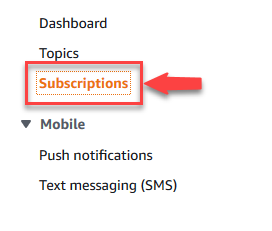 Dashboard
Topics
Subscriptions
Mobile
Push notifications
Text messaging (SMS)